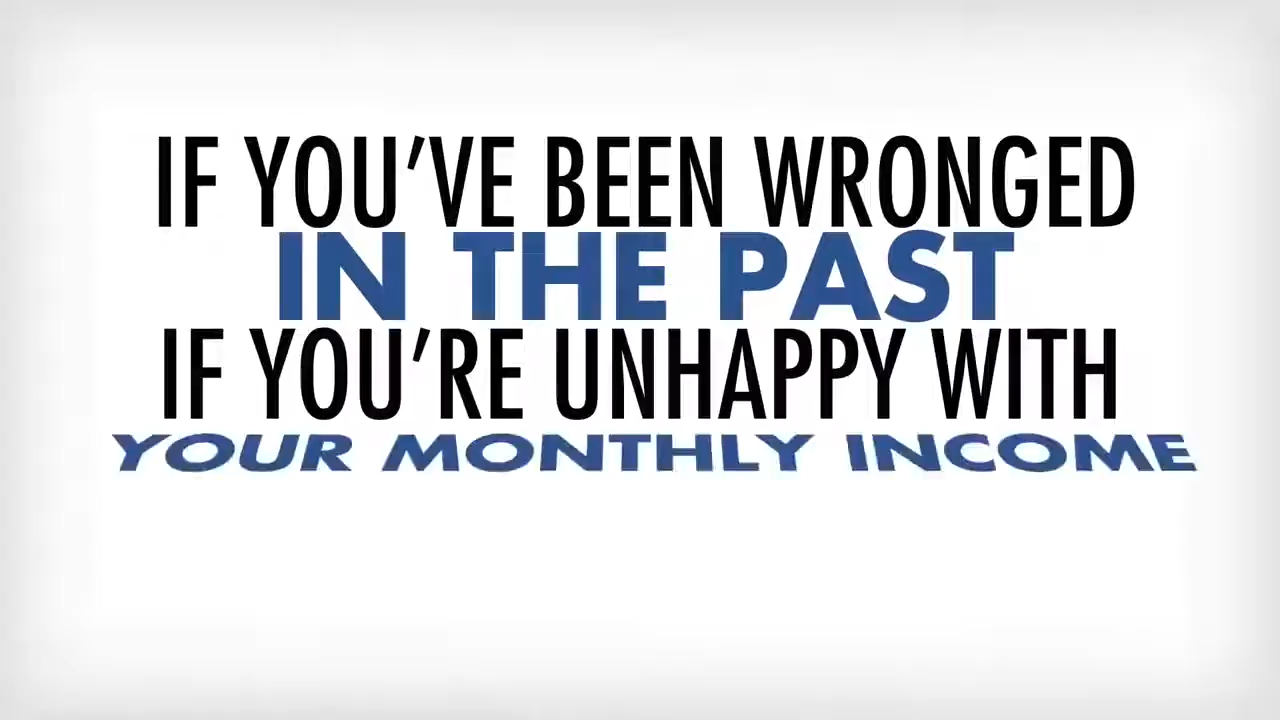 IF YOU'VE BEEN WRONGED
IN THE PAST
IF YOU'RE UNHAPPY WITH
YOUR MONTHLY INCOME